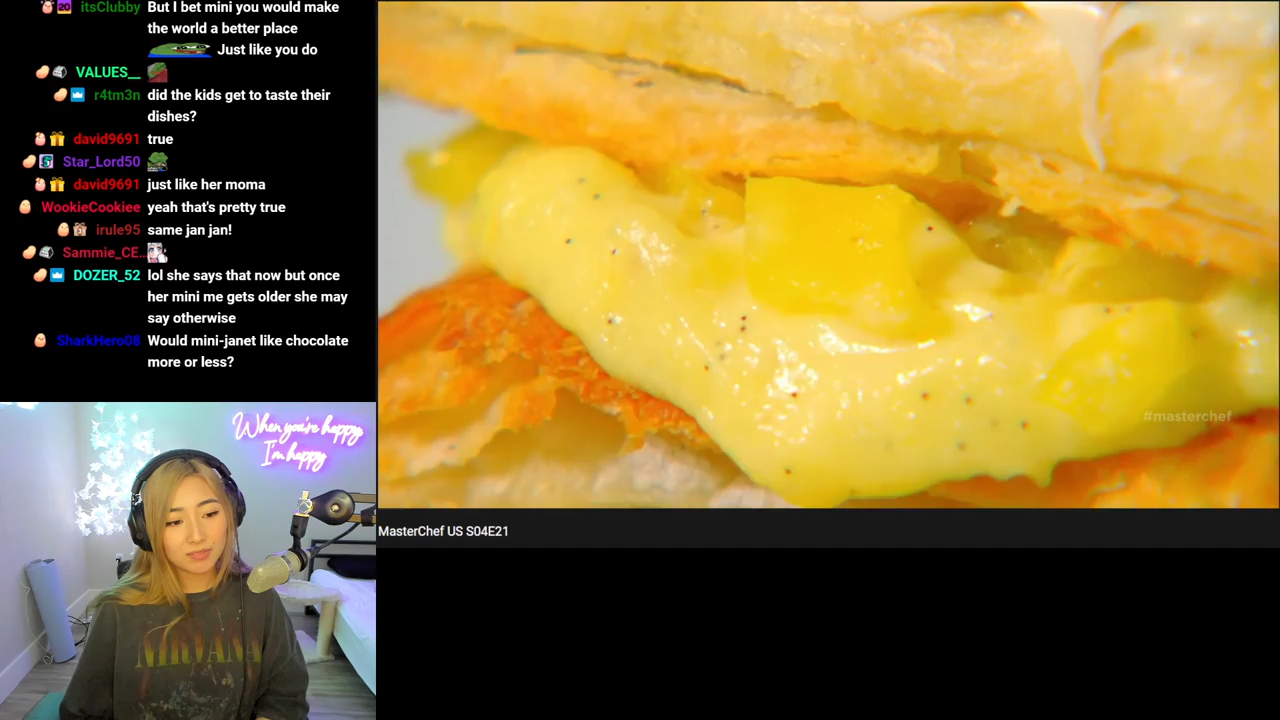 20 itsClubby But I bet mini you would make
the world a better place
Just like you do
VALUES__
r4tm3n did the kids get to taste their
dishes?
david9691 true
Star_Lord50
david9691 just like her moma
WookieCookiee yeah that's pretty true
irule95 same jan jan!
Sammie_CE..
DOZER_52 lol she says that now but once
her mini me gets older she may
say otherwise
SharkHero08 Would mini-janet like chocolate
more or less?
When you're happy,
I'm happy
NIRVANA
#masterchef
MasterChef US S04E21